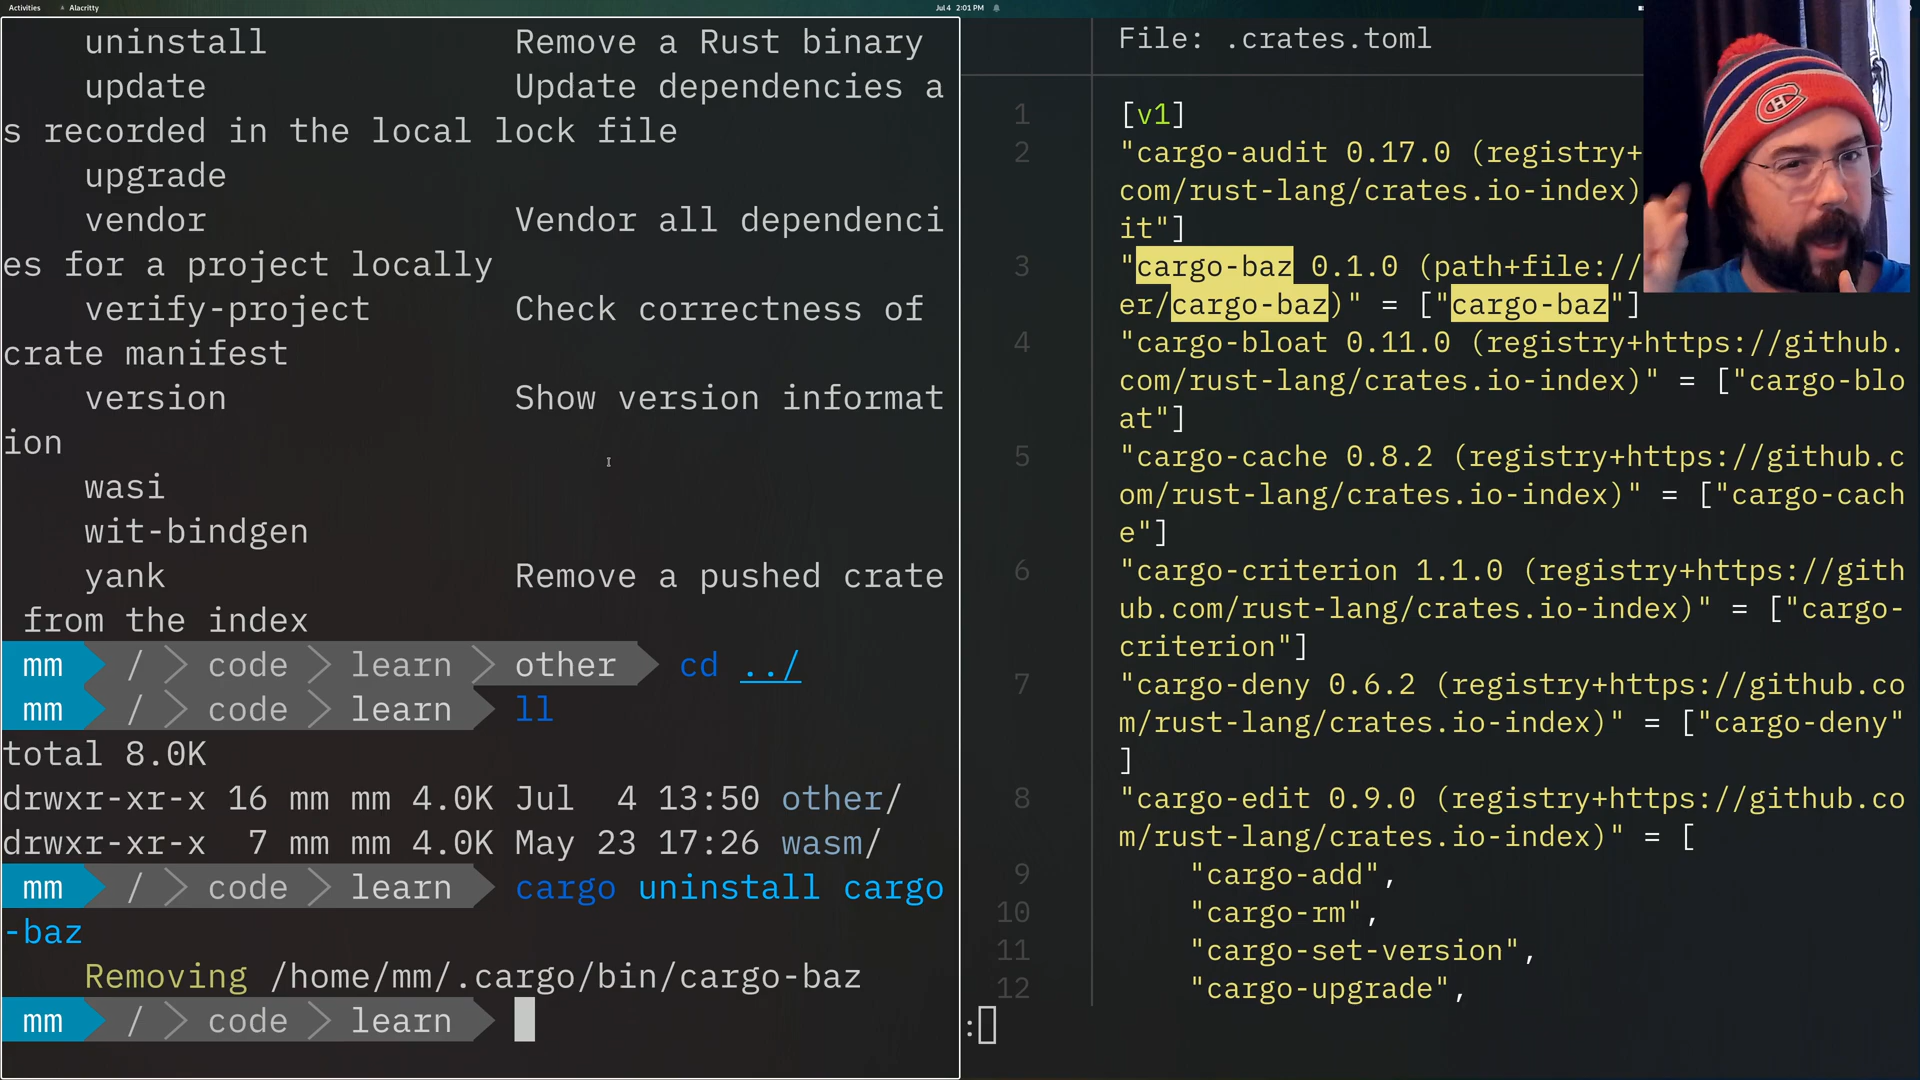 Activities
Alacritty
Jul 4 2:01 PM
uninstall Remove a Rust binary
update Update dependencies a
s recorded in the local lock file
upgrade
vendor Vendor all dependenci
es for a project locally
verify-project Check correctness of
crate manifest
version Show version informat
ion
wasi
wit-bindgen
yank Remove a pushed crate
from the index
mm / code learn other cd ../
mm / code learn ll
total 8.0K
drwxr-xr-x 16 mm mm 4.0K Jul 4 13:50 other/
drwxr-xr-x 7 mm mm 4.0K May 23 17:26 wasm/
mm / code learn cargo uninstall cargo
-baz
Removing /home/mm/.cargo/bin/cargo-baz
mm / code learn
File: .crates.toml
1 [v1]
2 "cargo-audit 0.17.0 (registry+
com/rust-lang/crates.io-index)
it"]
3 "cargo-baz 0.1.0 (path+file://
er/cargo-baz)" = ["cargo-baz"]
4 "cargo-bloat 0.11.0 (registry+https://github.
com/rust-lang/crates.io-index)" = ["cargo-blo
at"]
5 "cargo-cache 0.8.2 (registry+https://github.c
om/rust-lang/crates.io-index)" = ["cargo-cach
e"]
6 "cargo-criterion 1.1.0 (registry+https://gith
ub.com/rust-lang/crates.io-index)" = ["cargo-
criterion"]
7 "cargo-deny 0.6.2 (registry+https://github.co
m/rust-lang/crates.io-index)" = ["cargo-deny"
]
8 "cargo-edit 0.9.0 (registry+https://github.co
m/rust-lang/crates.io-index)" = [
9 "cargo-add",
10 "cargo-rm",
11 "cargo-set-version",
12 "cargo-upgrade",
: